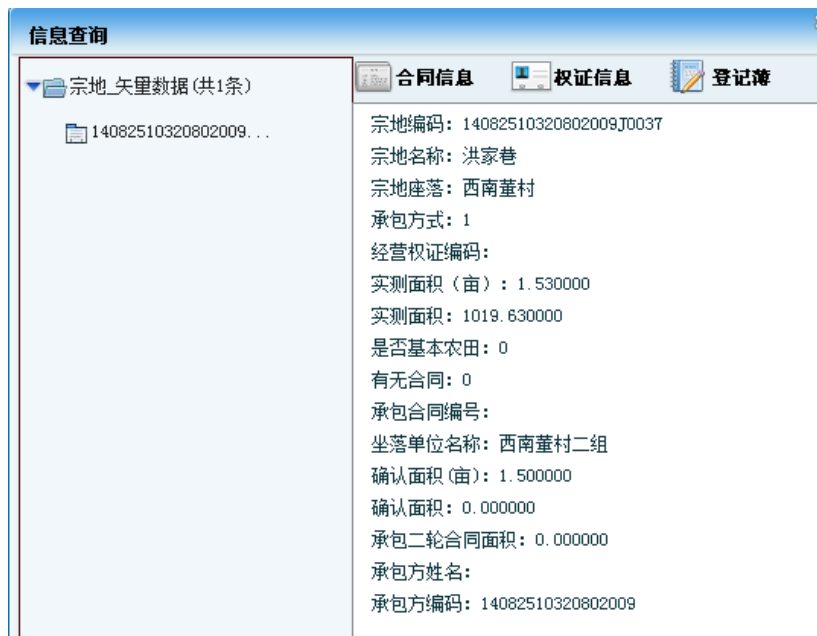 信息查询
宗地_矢里数据(共1条)
14082510320802009...
合同信息 权证信息 登记薄
宗地编码: 14082510320802009J0037
宗地名称: 洪家巷
宗地座落: 西南董村
承包方式: 1
经营权证编码:
实测面积（亩）: 1.530000
实测面积: 1019.630000
是否基本农田: 0
有无合同: 0
承包合同编号:
坐落单位名称: 西南董村二组
确认面积(亩): 1.500000
确认面积: 0.000000
承包二轮合同面积: 0.000000
承包方姓名:
承包方编码: 14082510320802009